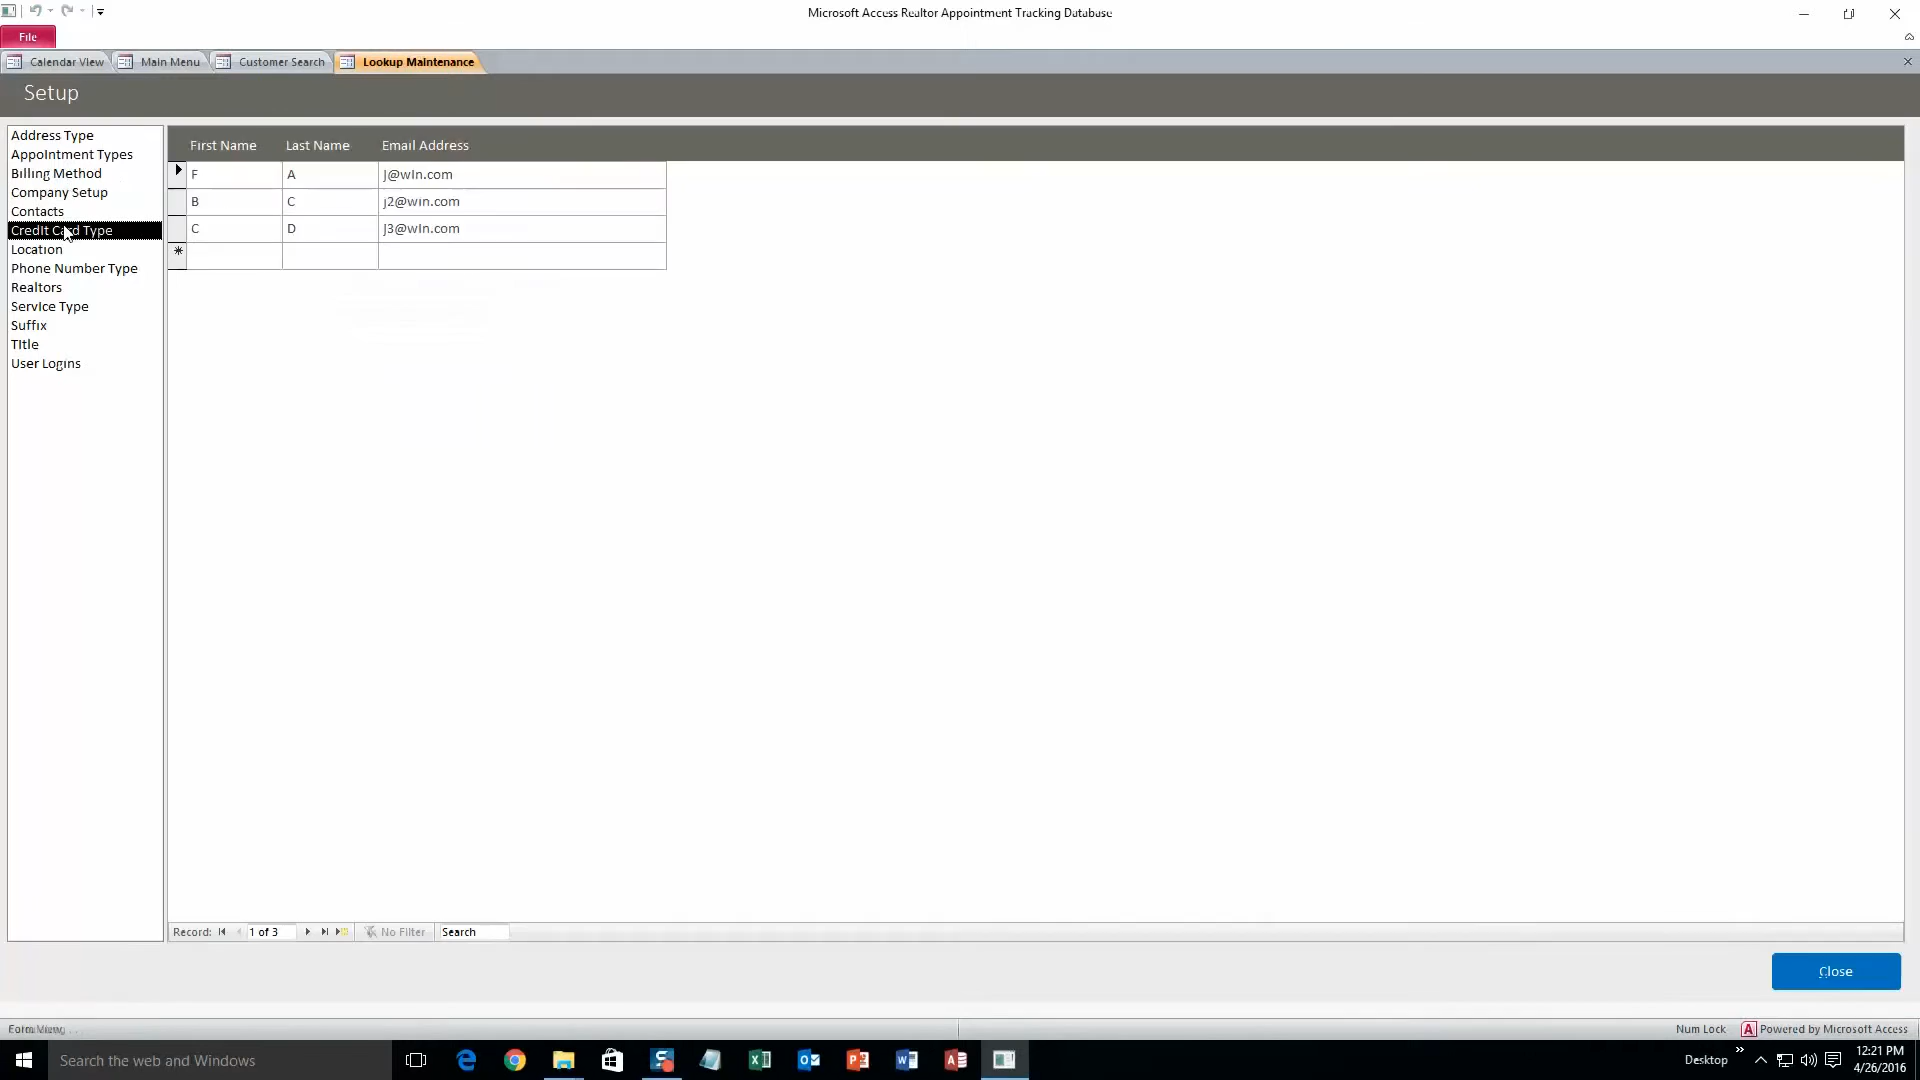 Microsoft Access Realtor Appointment Tracking Database
File
Calendar View
Main Menu
Customer Search
Lookup Maintenance
Setup
Address Type
Appointment Types
Billing Method
Company Setup
Contacts
Credit Card Type
Location
Phone Number Type
Realtors
Service Type
Suffix
Title
User Logins
First Name Last Name Email Address
F A J@win.com
B C j2@win.com
C D J3@win.com
Record: 1 of 3 No Filter Search
Close
Num Lock Powered by Microsoft Access
Search the web and Windows
Desktop
12:21 PM
4/26/2016